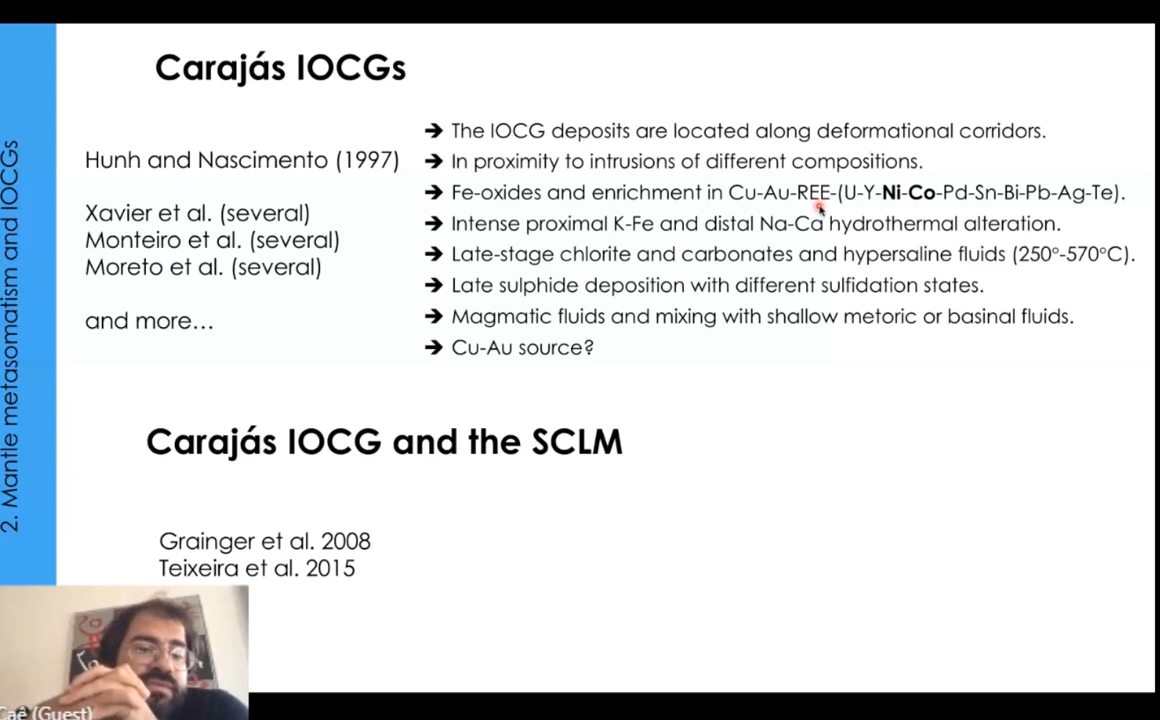 2. Mantle metasomatism and IOCGs
Carajás IOCGs
Hunh and Nascimento (1997)
Xavier et al. (several)
Monteiro et al. (several)
Moreto et al. (several)
and more...
➔ The IOCG deposits are located along deformational corridors.
➔ In proximity to intrusions of different compositions.
➔ Fe-oxides and enrichment in Cu-Au-REE-(U-Y-Ni-Co-Pd-Sn-Bi-Pb-Ag-Te).
➔ Intense proximal K-Fe and distal Na-Ca hydrothermal alteration.
➔ Late-stage chlorite and carbonates and hypersaline fluids (250º-570ºC).
➔ Late sulphide deposition with different sulfidation states.
➔ Magmatic fluids and mixing with shallow metoric or basinal fluids.
➔ Cu-Au source?
Carajás IOCG and the SCLM
Grainger et al. 2008
Teixeira et al. 2015
Caê (Guest)